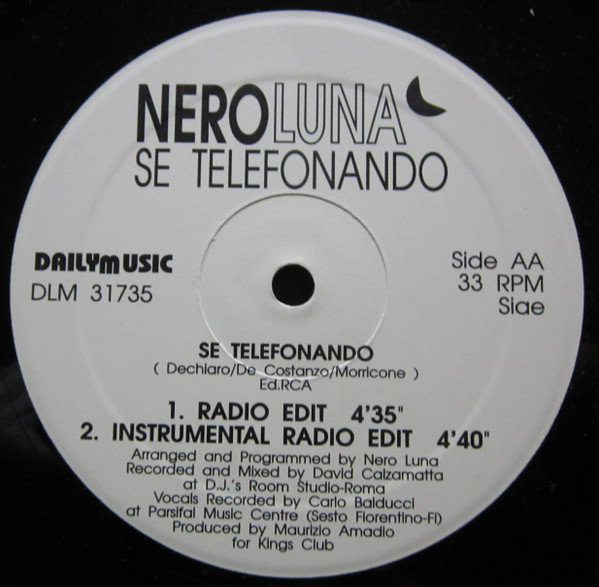 NEROLUNA
SE TELEFONANDO
DAILYMUSIC
DLM 31735
Side AA
33 RPM
Siae
SE TELEFONANDO
( Dechiaro/De Costanzo/Morricone )
Ed.RCA
1. RADIO EDIT 4'35"
2. INSTRUMENTAL RADIO EDIT 4'40"
Arranged and Programmed by Nero Luna
Recorded and Mixed by David Calzamatta
at D.J.'s Room Studio-Roma
Vocals Recorded by Carlo Balducci
at Parsifal Music Centre (Sesto Fiorentino-FI)
Produced by Maurizio Amadio
for Kings Club